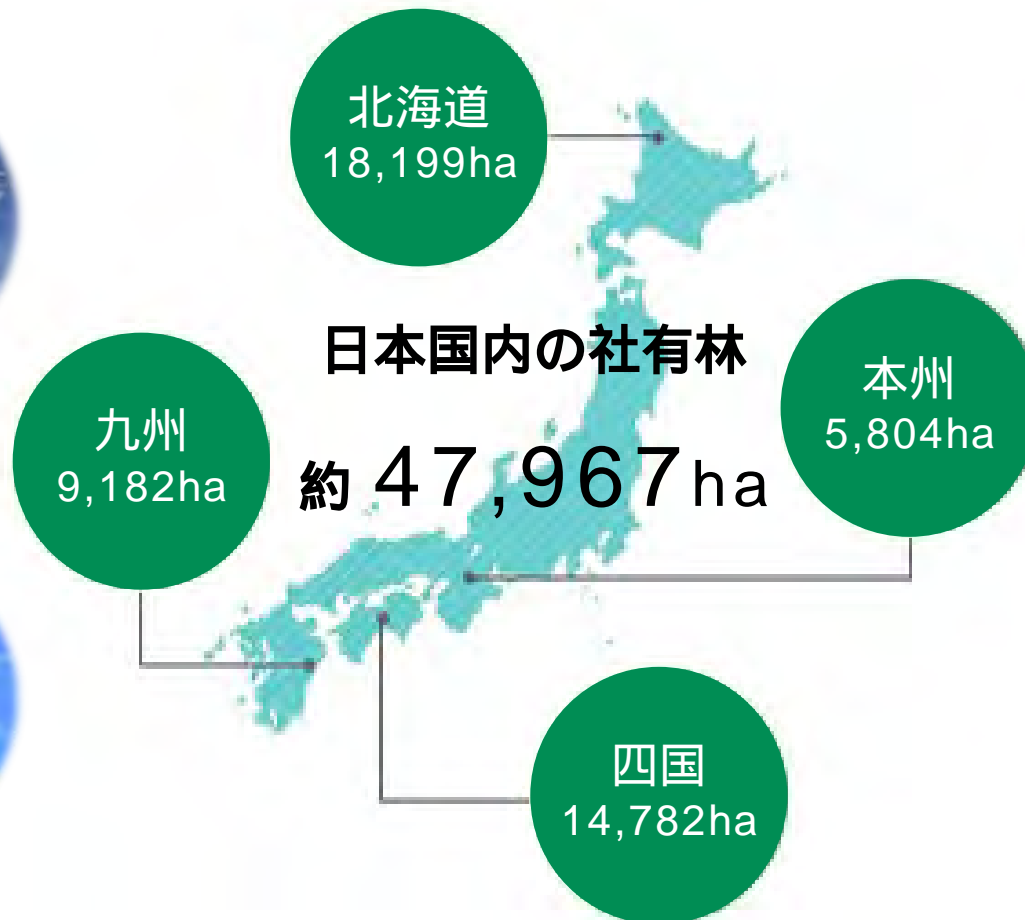 北海道
18,199ha
日本国内の社有林
約 47,967ha
本州
5,804ha
九州
9,182ha
四国
14,782ha